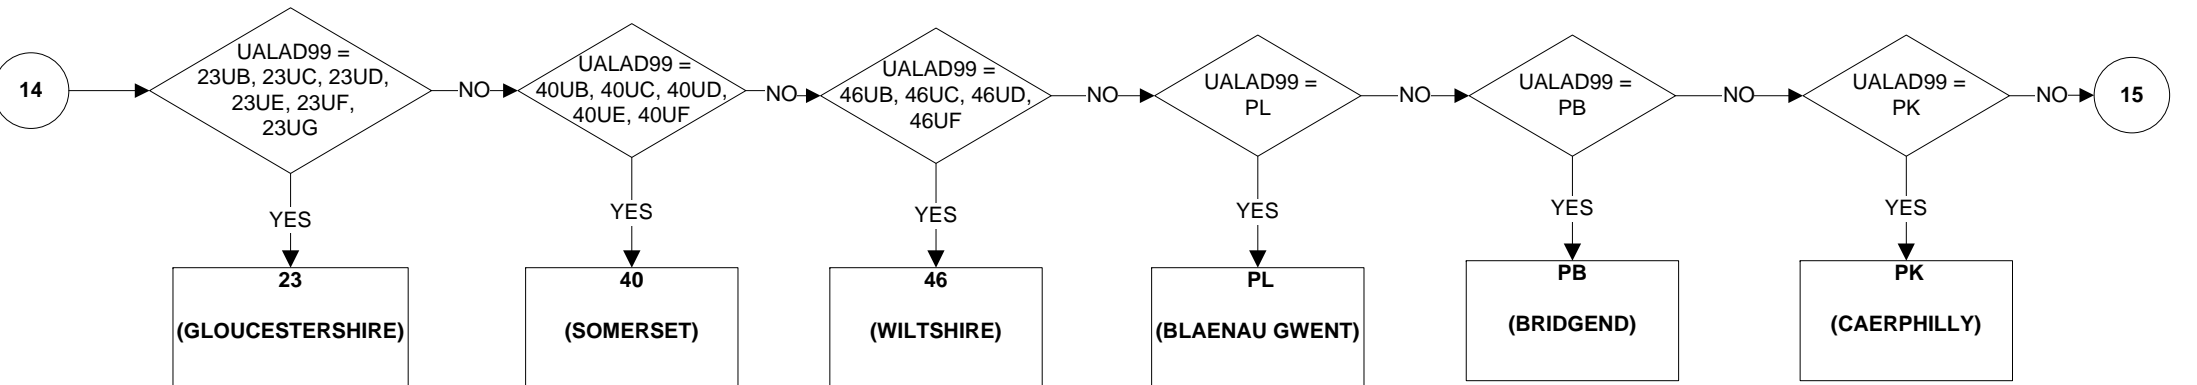 14
UALAD99 =
23UB, 23UC, 23UD,
23UE, 23UF,
23UG
NO
UALAD99 =
40UB, 40UC, 40UD,
40UE, 40UF
NO
UALAD99 =
46UB, 46UC, 46UD,
46UF
NO
UALAD99 =
PL
NO
UALAD99 =
PB
NO
UALAD99 =
PK
NO
15
YES
YES
YES
YES
YES
YES
23
(GLOUCESTERSHIRE)
40
(SOMERSET)
46
(WILTSHIRE)
PL
(BLAENAU GWENT)
PB
(BRIDGEND)
PK
(CAERPHILLY)